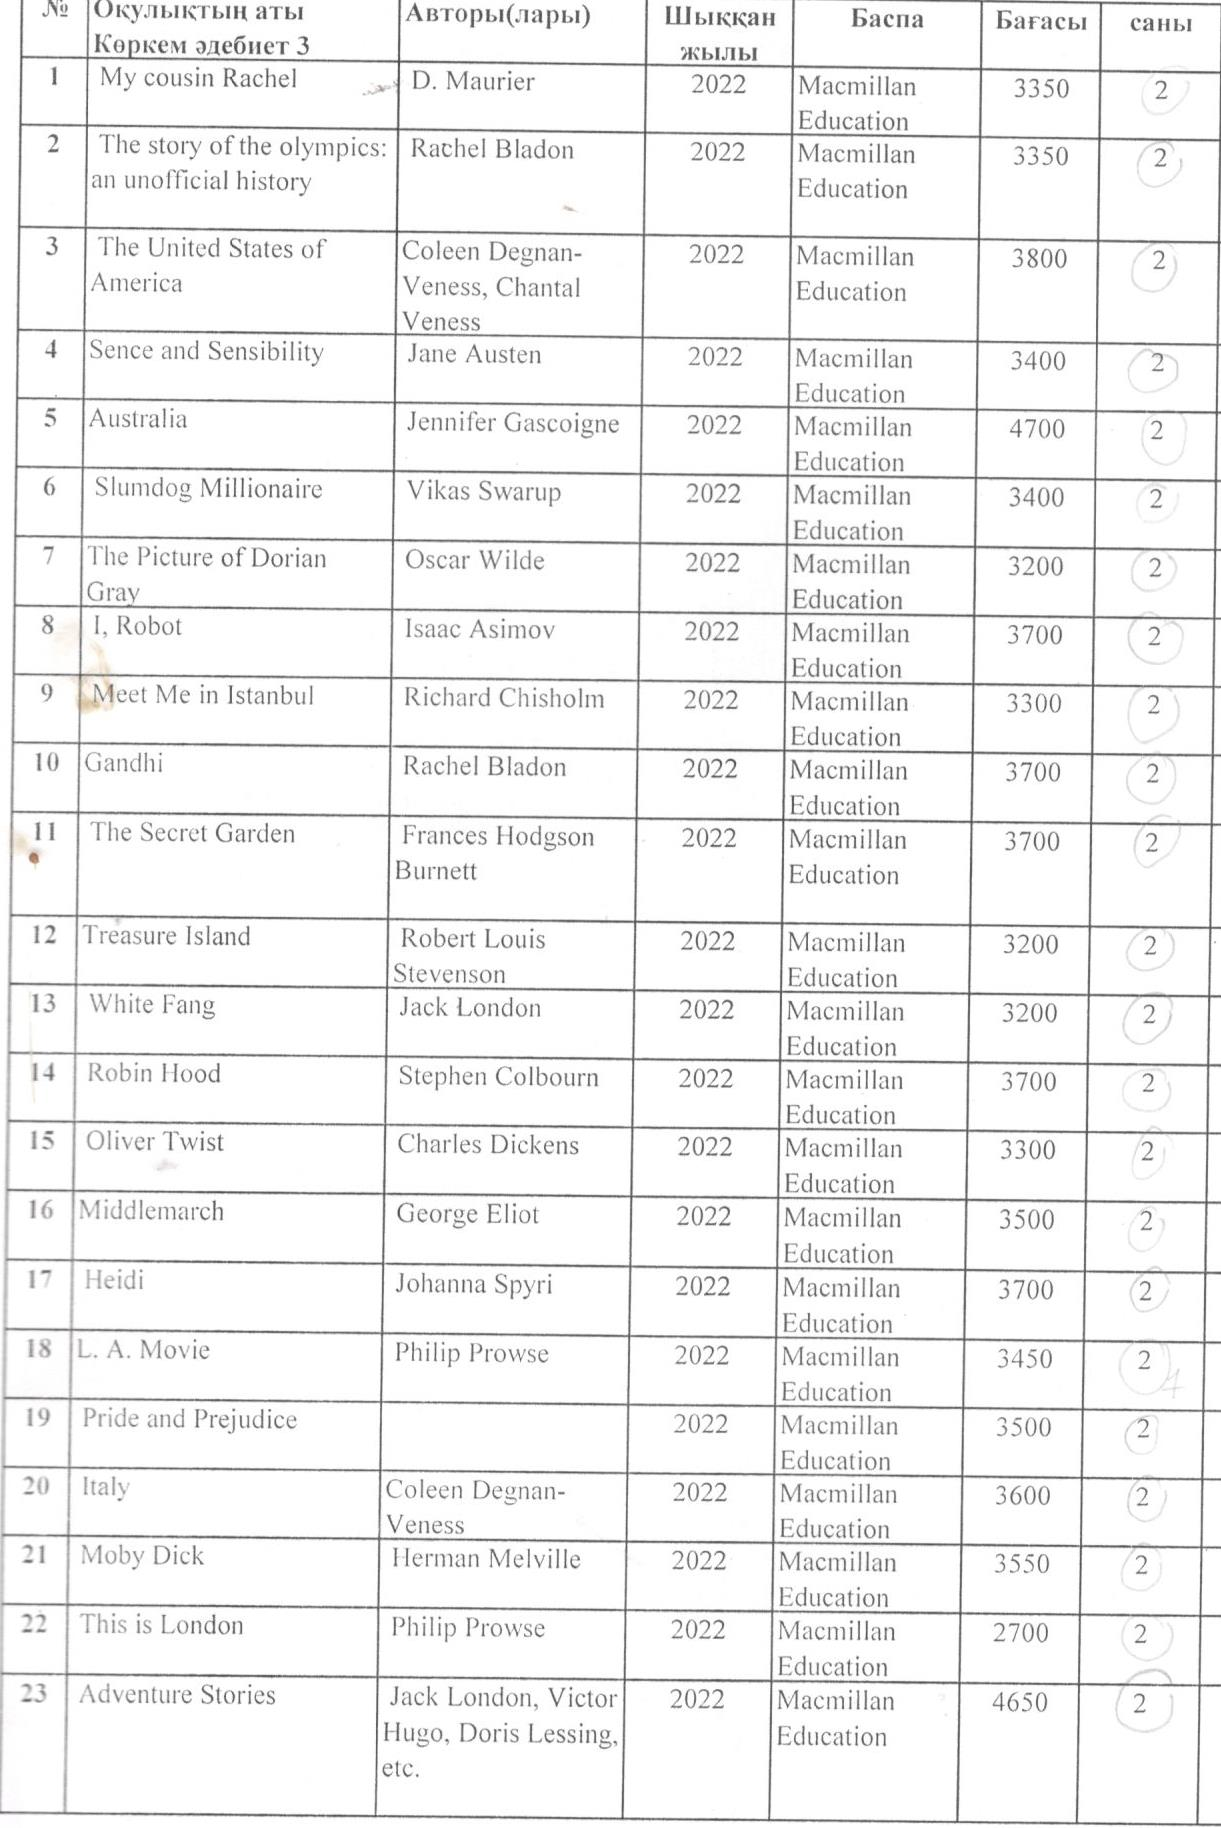 № Оқулықтың аты Авторы(лары) Шыққан Баспа Бағасы саны
Көркем әдебиет 3 жылы
1 My cousin Rachel D. Maurier 2022 Macmillan 3350 2
Education
2 The story of the olympics: Rachel Bladon 2022 Macmillan 3350 2
an unofficial history Education
3 The United States of Coleen Degnan- 2022 Macmillan 3800 2
America Veness, Chantal Education
Veness
4 Sence and Sensibility Jane Austen 2022 Macmillan 3400 2
Education
5 Australia Jennifer Gascoigne 2022 Macmillan 4700 2
Education
6 Slumdog Millionaire Vikas Swarup 2022 Macmillan 3400 2
Education
7 The Picture of Dorian Oscar Wilde 2022 Macmillan 3200 2
Gray Education
8 I, Robot Isaac Asimov 2022 Macmillan 3700 2
Education
9 Meet Me in Istanbul Richard Chisholm 2022 Macmillan 3300 2
Education
10 Gandhi Rachel Bladon 2022 Macmillan 3700 2
Education
11 The Secret Garden Frances Hodgson 2022 Macmillan 3700 2
Burnett Education
12 Treasure Island Robert Louis 2022 Macmillan 3200 2
Stevenson Education
13 White Fang Jack London 2022 Macmillan 3200 2
Education
14 Robin Hood Stephen Colbourn 2022 Macmillan 3700 2
Education
15 Oliver Twist Charles Dickens 2022 Macmillan 3300 2
Education
16 Middlemarch George Eliot 2022 Macmillan 3500 2
Education
17 Heidi Johanna Spyri 2022 Macmillan 3700 2
Education
18 L. A. Movie Philip Prowse 2022 Macmillan 3450 2
Education
19 Pride and Prejudice 2022 Macmillan 3500 2
Education
20 Italy Coleen Degnan- 2022 Macmillan 3600 2
Veness Education
21 Moby Dick Herman Melville 2022 Macmillan 3550 2
Education
22 This is London Philip Prowse 2022 Macmillan 2700 2
Education
23 Adventure Stories Jack London, Victor 2022 Macmillan 4650 2
Hugo, Doris Lessing, Education
etc.